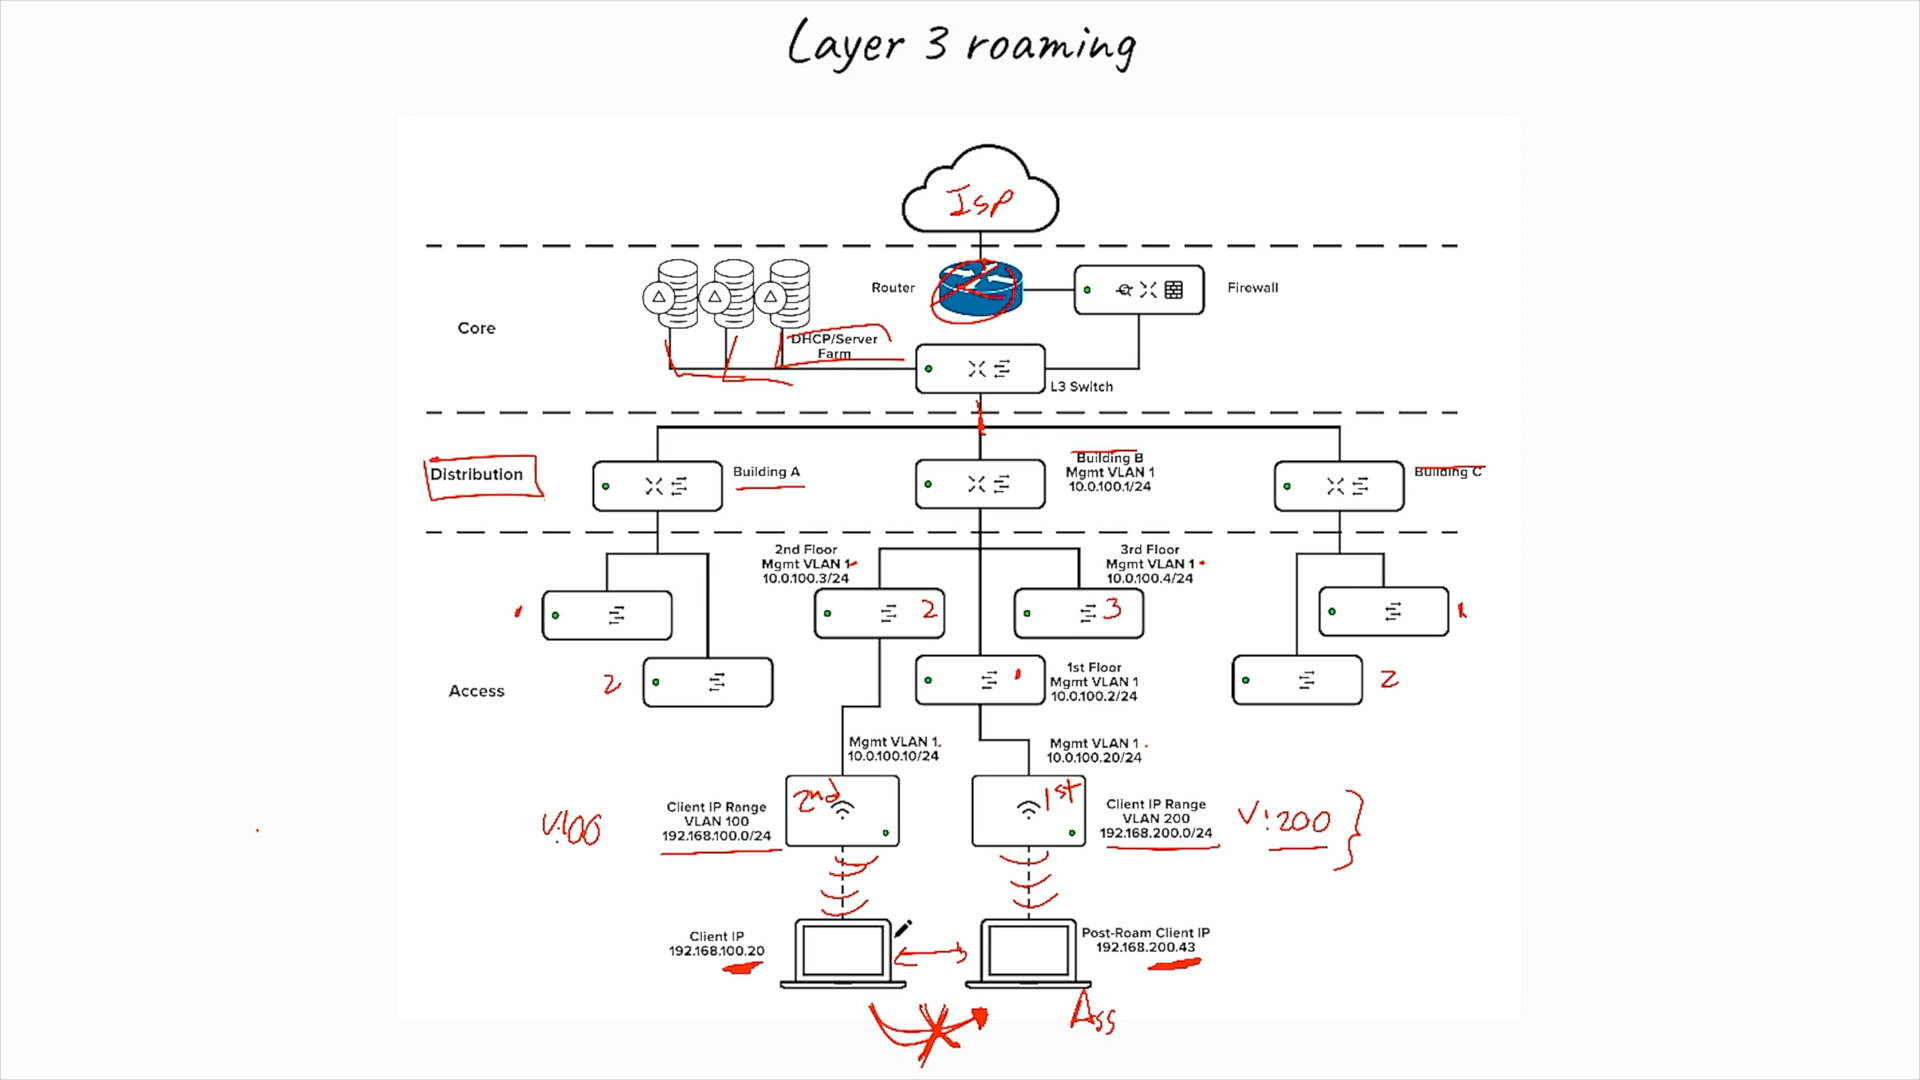 Layer 3 roaming
Isp
Router
Firewall
Core
DHCP/Server
Farm
L3 Switch
Distribution
Building A
Building B
Mgmt VLAN 1
10.0.100.1/24
Building C
2nd Floor
Mgmt VLAN 1
10.0.100.3/24
3rd Floor
Mgmt VLAN 1
10.0.100.4/24
2
3
1st Floor
Mgmt VLAN 1
10.0.100.2/24
Access
2
2
Mgmt VLAN 1
10.0.100.10/24
Mgmt VLAN 1
10.0.100.20/24
2nd
1st
V:100
Client IP Range
VLAN 100
192.168.100.0/24
Client IP Range
VLAN 200
192.168.200.0/24
V:200
Client IP
192.168.100.20
Post-Roam Client IP
192.168.200.43
Ass